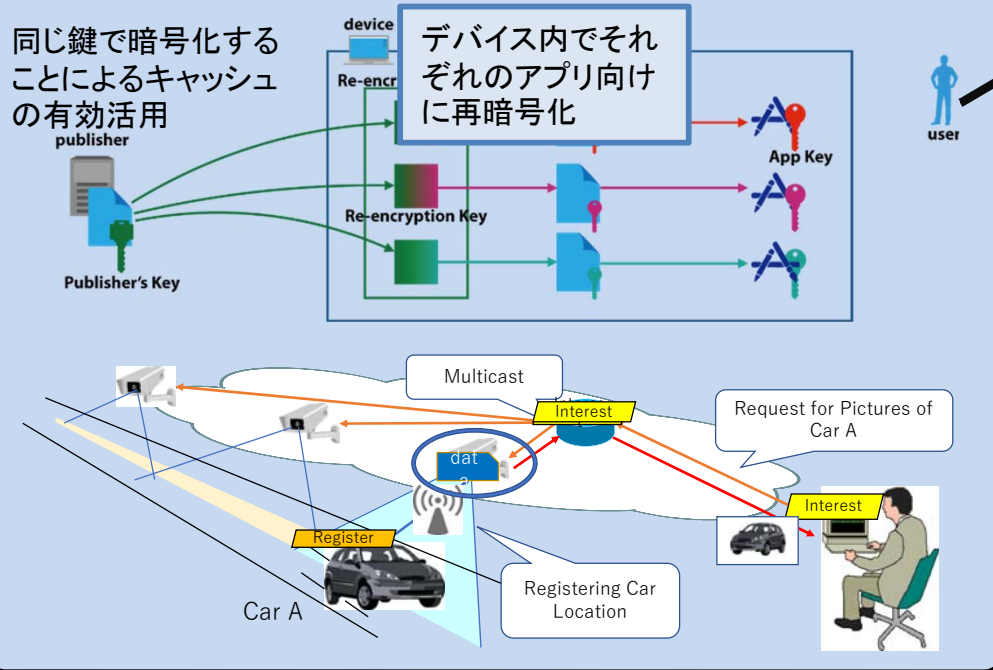 同じ鍵で暗号化する
ことによるキャッシュ
の有効活用
device
Re-encr
デバイス内でそれ
ぞれのアプリ向け
に再暗号化
publisher
Publisher's Key
Re-encryption Key
App Key
user
Multicast
Interest
Request for Pictures of
Car A
dat
a
Interest
Register
Registering Car
Location
Car A